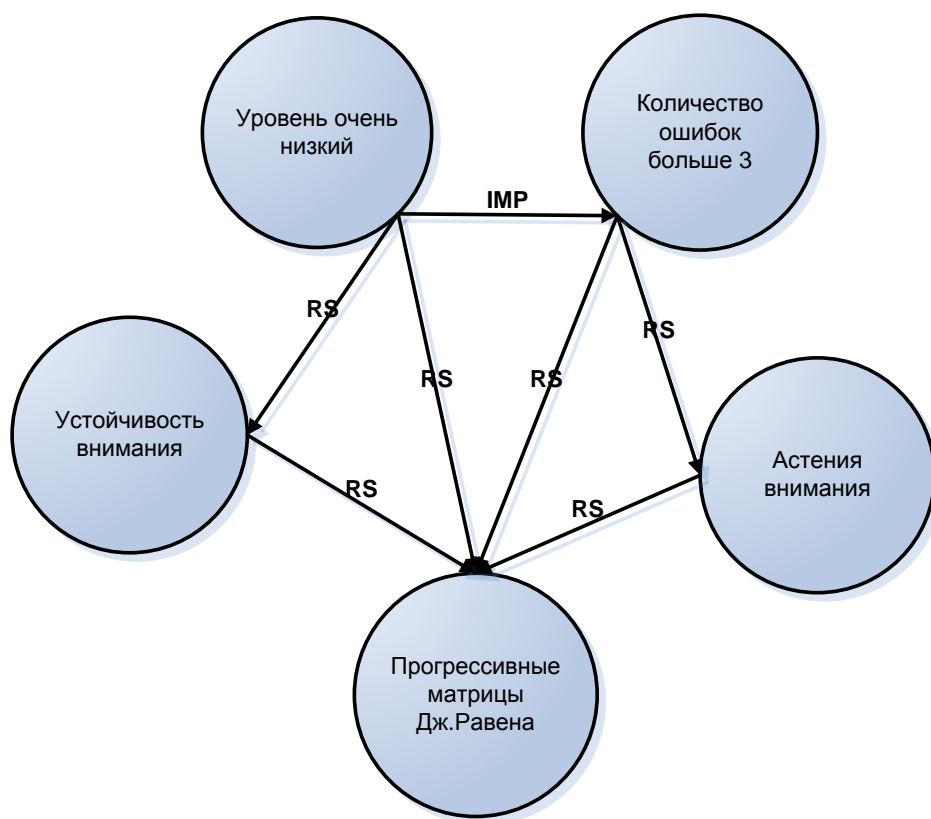 Уровень очень
низкий
Количество
ошибок
больше 3
IMP
RS
RS
RS
RS
Устойчивость
внимания
Астения
внимания
RS
RS
Прогрессивные
матрицы
Дж.Равена